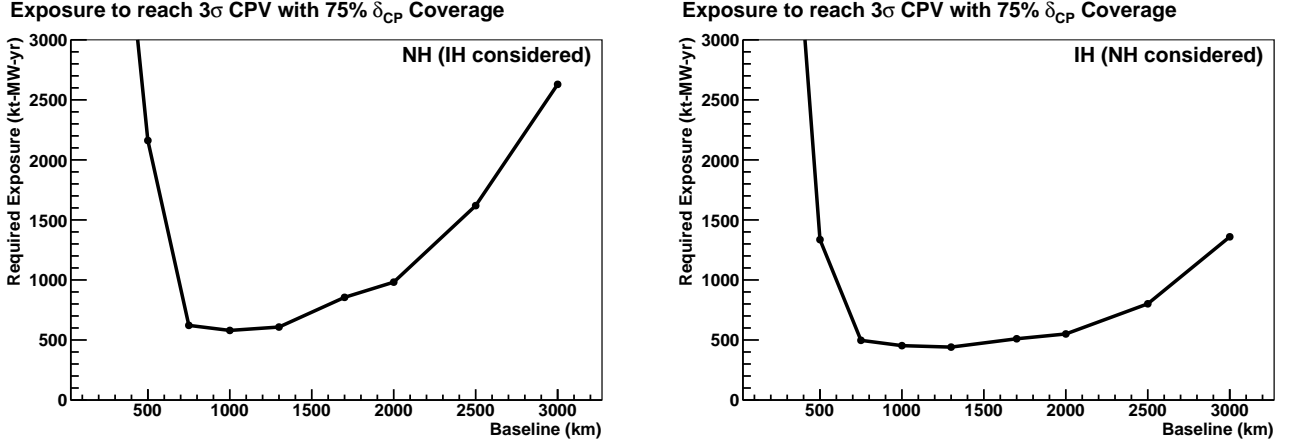 Exposure to reach 3σ CPV with 75% δCP Coverage
NH (IH considered)
Required Exposure (kt-MW-yr)
3000
2500
2000
1500
1000
500
0
500 1000 1500 2000 2500 3000
Baseline (km)
Exposure to reach 3σ CPV with 75% δCP Coverage
IH (NH considered)
Required Exposure (kt-MW-yr)
3000
2500
2000
1500
1000
500
0
500 1000 1500 2000 2500 3000
Baseline (km)